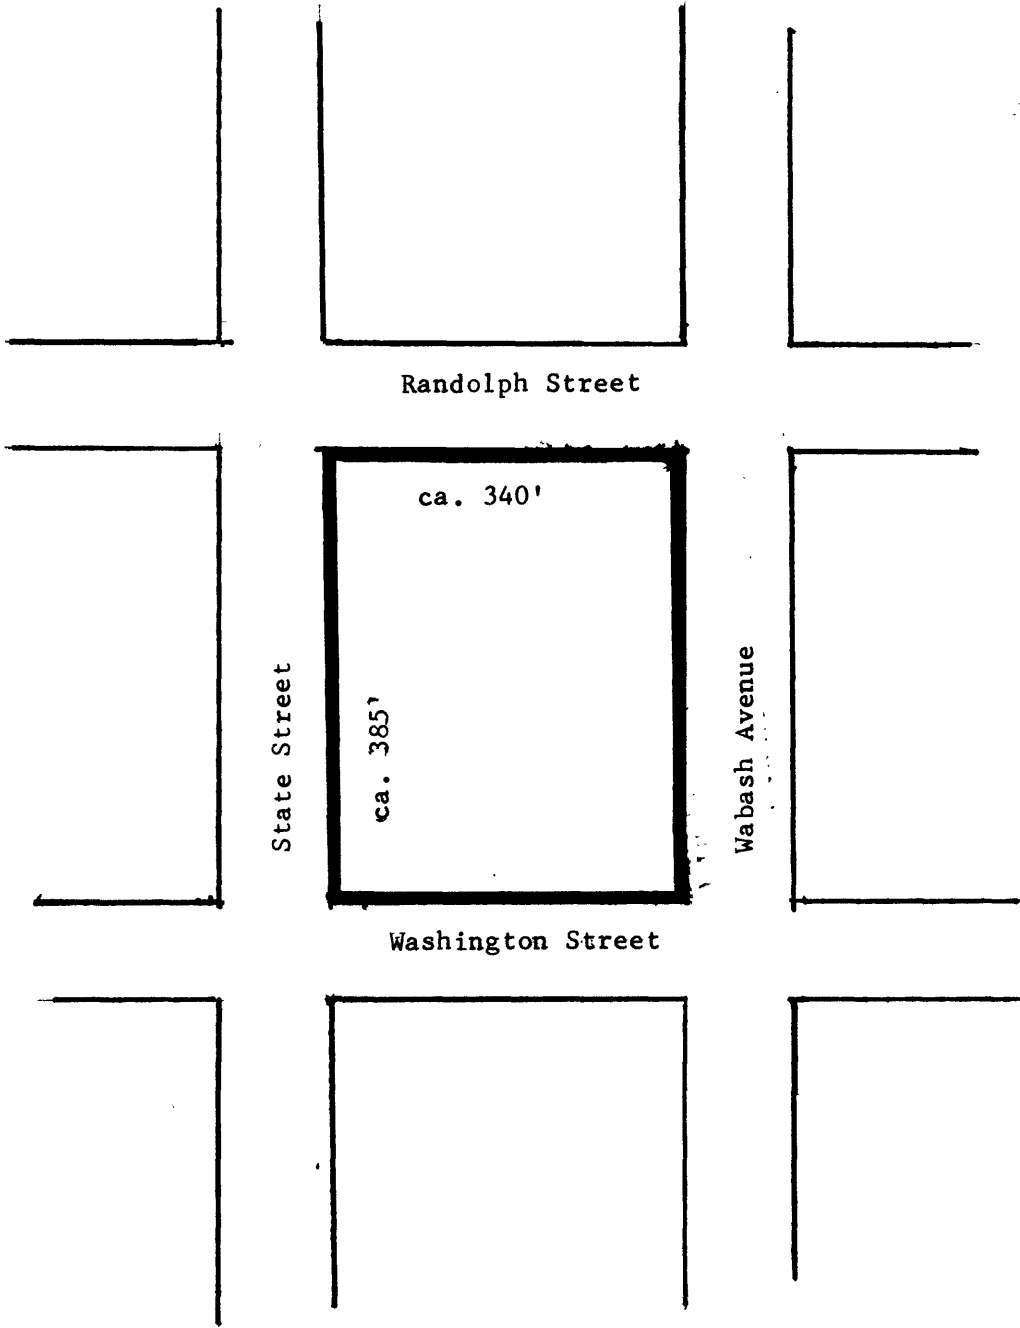 Randolph Street
ca. 340'
State Street
ca. 385'
Wabash Avenue
Washington Street